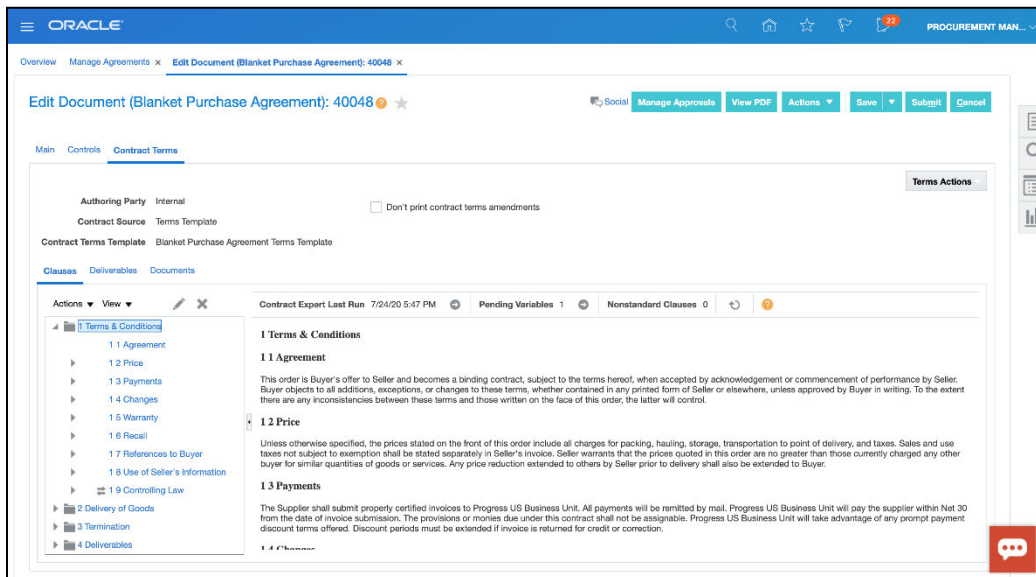 ORACLE
22
PROCUREMENT MAN...
Overview Manage Agreements × Edit Document (Blanket Purchase Agreement): 40048 ×
Edit Document (Blanket Purchase Agreement): 40048
Social Manage Approvals View PDF Actions Save Submit Cancel
Main Controls Contract Terms
Terms Actions
Authoring Party Internal
Don't print contract terms amendments
Contract Source Terms Template
Contract Terms Template Blanket Purchase Agreement Terms Template
Clauses Deliverables Documents
Actions View
Contract Expert Last Run 7/24/20 5:47 PM Pending Variables 1 Nonstandard Clauses 0
1 Terms & Conditions
1 1 Agreement
1 2 Price
1 3 Payments
1 4 Changes
1 5 Warranty
1 6 Recall
1 7 References to Buyer
1 8 Use of Seller's Information
1 9 Controlling Law
2 Delivery of Goods
3 Termination
4 Deliverables
1 Terms & Conditions
1 1 Agreement
This order is Buyer's offer to Seller and becomes a binding contract, subject to the terms hereof, when accepted by acknowledgement or commencement of performance by Seller.
Buyer objects to all additions, exceptions, or changes to these terms, whether contained in any printed form of Seller or elsewhere, unless approved by Buyer in writing. To the extent
there are any inconsistencies between these terms and those written on the face of this order, the latter will control.
1 2 Price
Unless otherwise specified, the prices stated on the front of this order include all charges for packing, hauling, storage, transportation to point of delivery, and taxes. Sales and use
taxes not subject to exemption shall be stated separately in Seller's invoice. Seller warrants that the prices quoted in this order are no greater than those currently charged any other
buyer for similar quantities of goods or services. Any price reduction extended to others by Seller prior to delivery shall also be extended to Buyer.
1 3 Payments
The Supplier shall submit properly certified invoices to Progress US Business Unit. All payments will be remitted by mail. Progress US Business Unit will pay the supplier within Net 30
from the date of invoice submission. The provisions or monies due under this contract shall not be assignable. Progress US Business Unit will take advantage of any prompt payment
discount terms offered. Discount periods must be extended if invoice is returned for credit or correction.
1 4 Changes